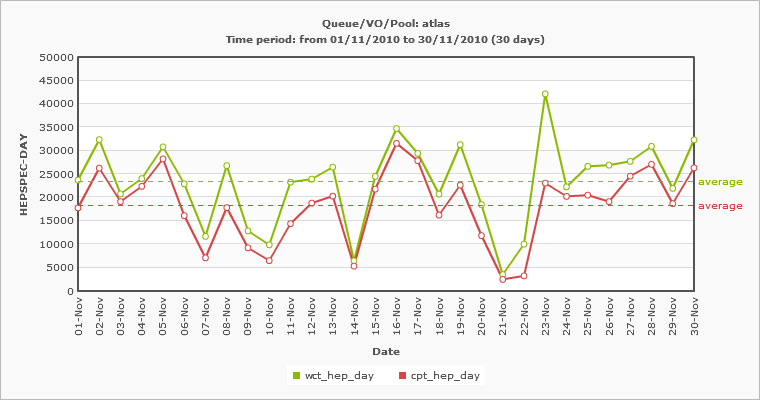 Queue/VO/Pool: atlas
Time period: from 01/11/2010 to 30/11/2010 (30 days)
HEPSPEC-DAY
50000
45000
40000
35000
30000
25000
20000
15000
10000
5000
0
average
average
01-Nov
02-Nov
03-Nov
04-Nov
05-Nov
06-Nov
07-Nov
08-Nov
09-Nov
10-Nov
11-Nov
12-Nov
13-Nov
14-Nov
15-Nov
16-Nov
17-Nov
18-Nov
19-Nov
20-Nov
21-Nov
22-Nov
23-Nov
24-Nov
25-Nov
26-Nov
27-Nov
28-Nov
29-Nov
30-Nov
Date
wct_hep_day cpt_hep_day